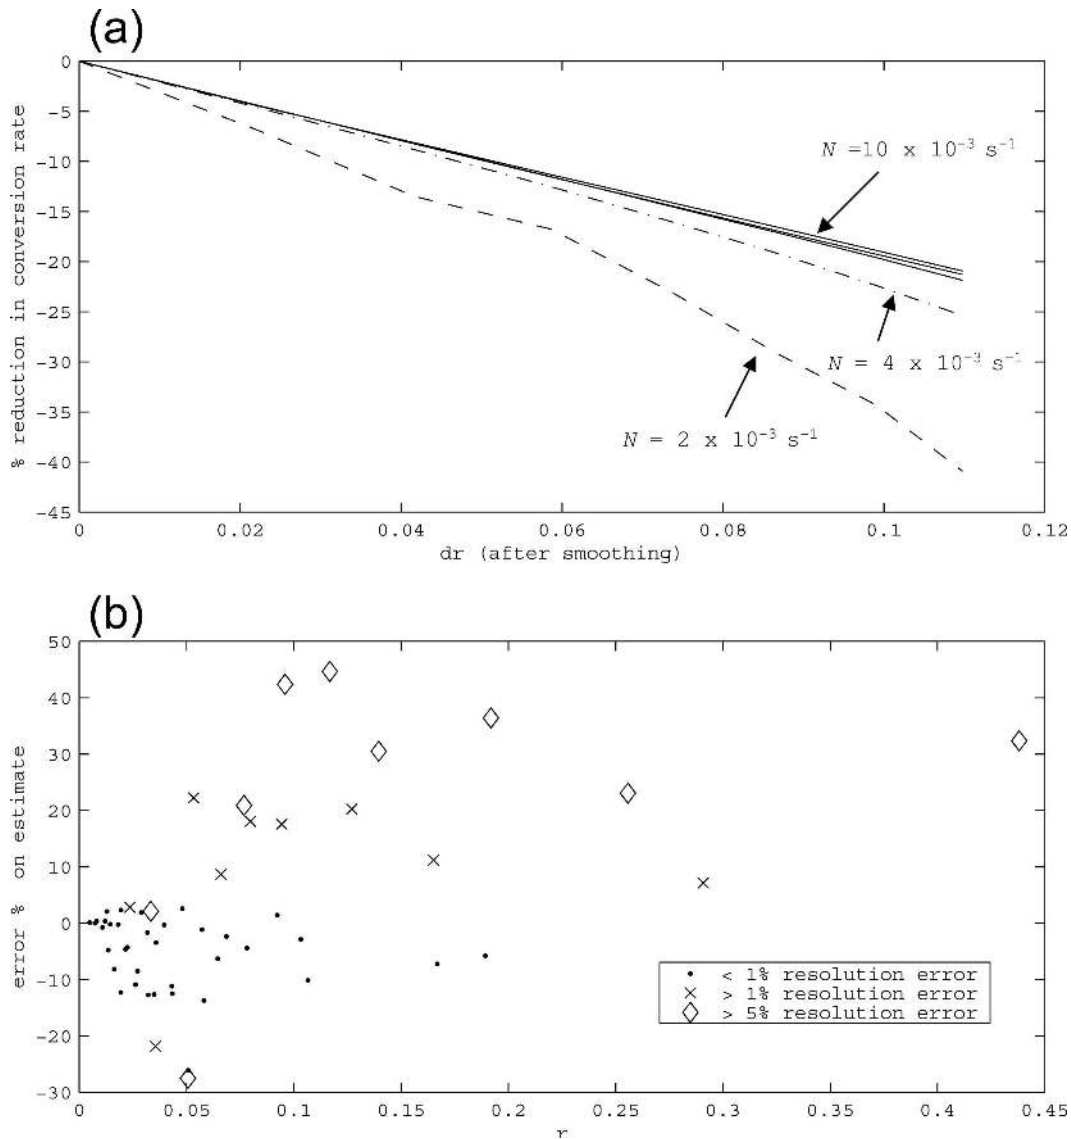 (a)
0
-5
-10
-15
-20
-25
-30
-35
-40
-45
% reduction in conversion rate
N =10 x 10⁻³ s⁻¹
N = 4 x 10⁻³ s⁻¹
N = 2 x 10⁻³ s⁻¹
0 0.02 0.04 0.06 0.08 0.1 0.12
dr (after smoothing)
(b)
50
40
30
20
10
0
-10
-20
-30
error % on estimate
< 1% resolution error
> 1% resolution error
> 5% resolution error
0 0.05 0.1 0.15 0.2 0.25 0.3 0.35 0.4 0.45
r